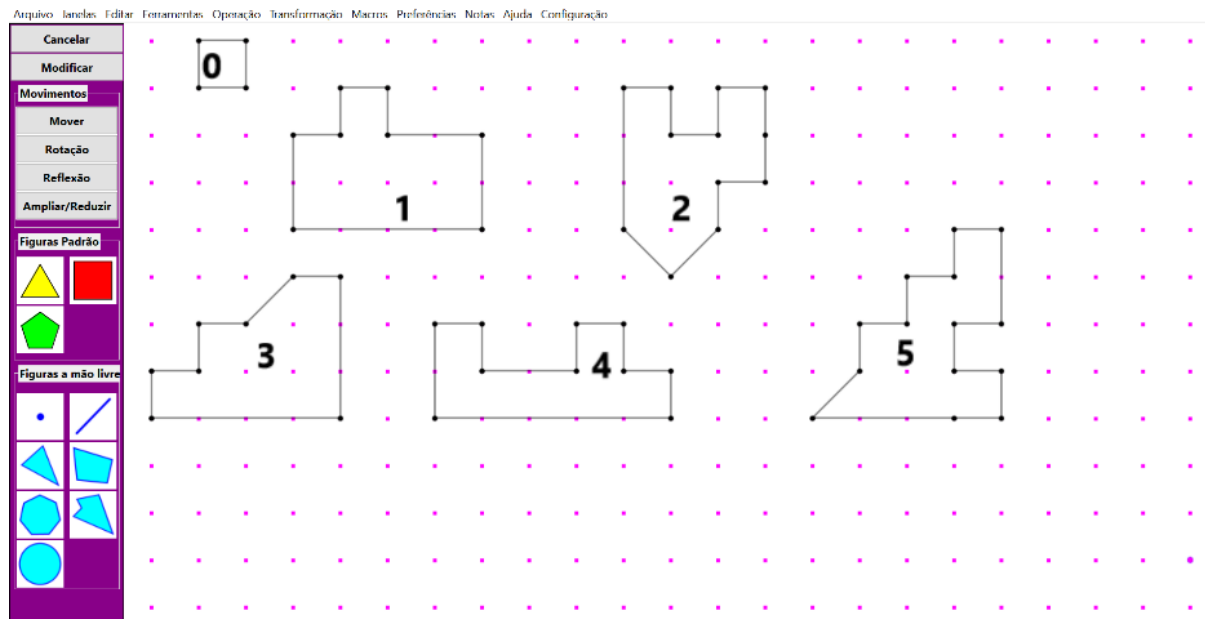 Arquivo Janelas Editar Ferramentas Operação Transformação Macros Preferências Notas Ajuda Configuração
Cancelar
Modificar
Movimentos
Mover
Rotação
Reflexão
Ampliar/Reduzir
Figuras Padrão
Figuras a mão livre
0
1
2
3
4
5